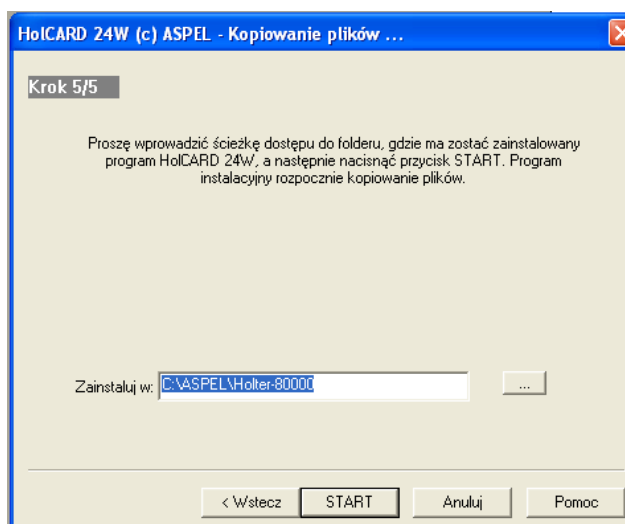 HolCARD 24W (c) ASPEL - Kopiowanie plików ...
Krok 5/5
Proszę wprowadzić ścieżkę dostępu do folderu, gdzie ma zostać zainstalowany
program HolCARD 24W, a następnie nacisnąć przycisk START. Program
instalacyjny rozpocznie kopiowanie plików.
Zainstaluj w: C:\ASPEL\Holter-80000 ...
< Wstecz START Anuluj Pomoc